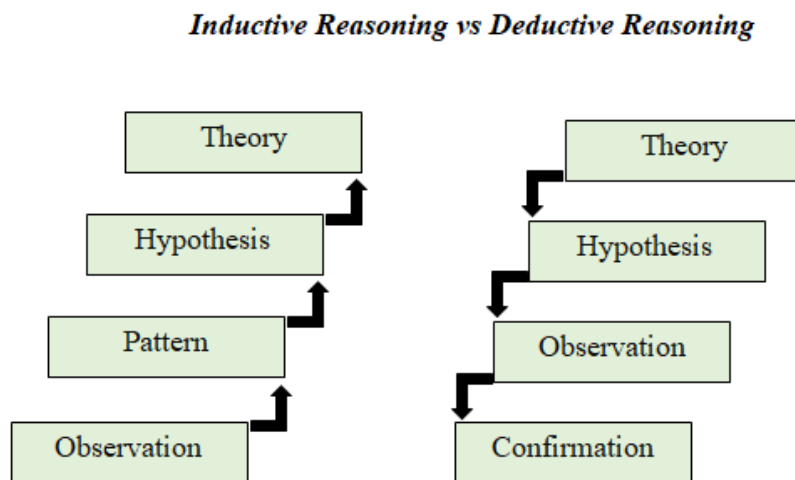 Inductive Reasoning vs Deductive Reasoning
Theory
Hypothesis
Pattern
Observation
Theory
Hypothesis
Observation
Confirmation